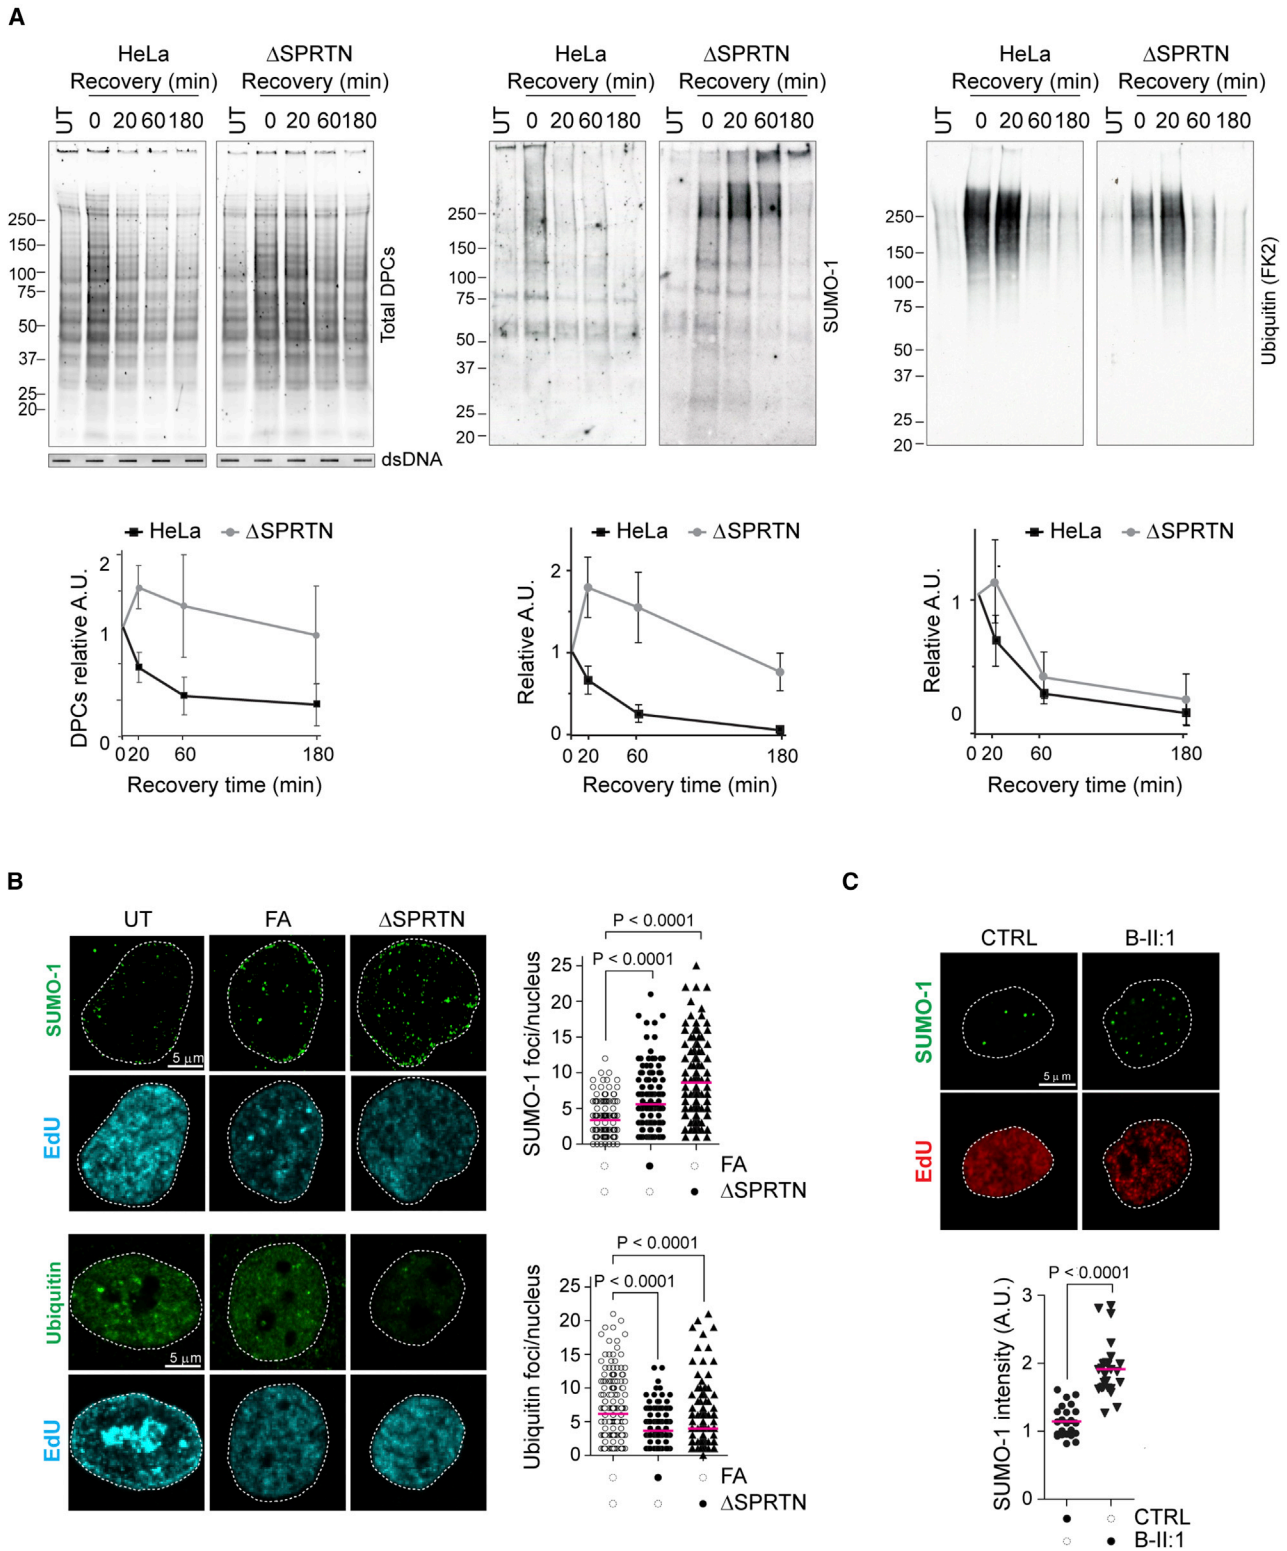 A
HeLa
Recovery (min)
UT 0 20 60 180
ΔSPRTN
Recovery (min)
UT 0 20 60 180
250
150
100
75
50
37
25
20
Total DPCs
dsDNA
HeLa
Recovery (min)
UT 0 20 60 180
ΔSPRTN
Recovery (min)
UT 0 20 60 180
250
150
100
75
50
37
25
20
SUMO-1
HeLa
Recovery (min)
UT 0 20 60 180
ΔSPRTN
Recovery (min)
UT 0 20 60 180
250
150
100
75
50
37
25
20
Ubiquitin (FK2)
HeLa ΔSPRTN
DPCs relative A.U.
2
1
0
0 20 60 180
Recovery time (min)
HeLa ΔSPRTN
Relative A.U.
2
1
0
0 20 60 180
Recovery time (min)
HeLa ΔSPRTN
Relative A.U.
1
0
0 20 60 180
Recovery time (min)
B
UT FA ΔSPRTN
SUMO-1
5 μm
EdU
Ubiquitin
5 μm
EdU
P < 0.0001
P < 0.0001
SUMO-1 foci/nucleus
25
20
15
10
5
0
FA
ΔSPRTN
P < 0.0001
P < 0.0001
Ubiquitin foci/nucleus
25
20
15
10
5
0
FA
ΔSPRTN
C
CTRL B-II:1
SUMO-1
5 μm
EdU
P < 0.0001
SUMO-1 intensity (A.U.)
3
2
1
0
CTRL
B-II:1